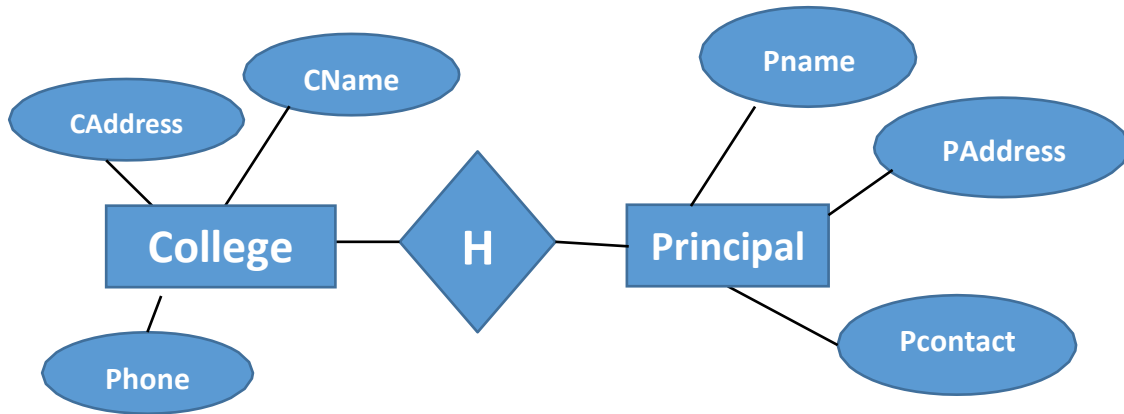 CName
Pname
CAddress
PAddress
College
H
Principal
Pcontact
Phone